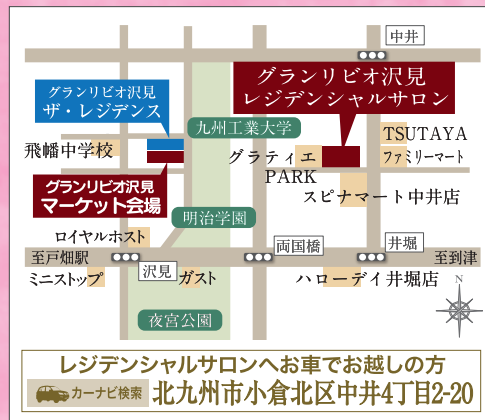 中井
グランリビオ沢見
ザ・レジデンス
グランリビオ沢見
レジデンシャルサロン
九州工業大学
飛幡中学校
グランリビオ沢見
マーケット会場
グラティエ
PARK
TSUTAYA
ファミリーマート
スピナマート中井店
明治学園
ロイヤルホスト
至戸畑駅
ミニストップ
沢見
ガスト
両国橋
井堀
至到津
ハローデイ井堀店
夜宮公園
N
レジデンシャルサロンへお車でお越しの方
カーナビ検索 北九州市小倉北区中井4丁目2-20